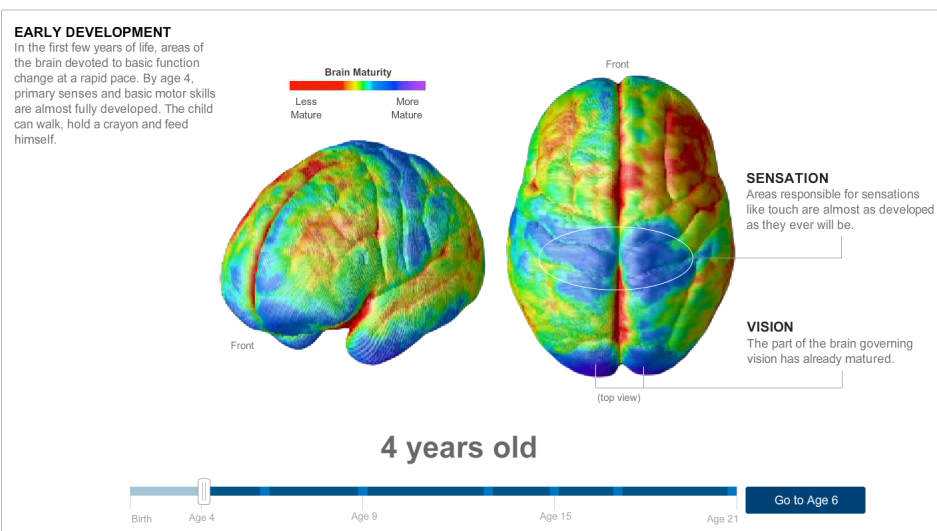 EARLY DEVELOPMENT
In the first few years of life, areas of
the brain devoted to basic function
change at a rapid pace. By age 4,
primary senses and basic motor skills
are almost fully developed. The child
can walk, hold a crayon and feed
himself.
Brain Maturity
Less
Mature
More
Mature
Front
Front
SENSATION
Areas responsible for sensations
like touch are almost as developed
as they ever will be.
VISION
The part of the brain governing
vision has already matured.
(top view)
4 years old
Birth
Age 4
Age 9
Age 15
Age 21
Go to Age 6